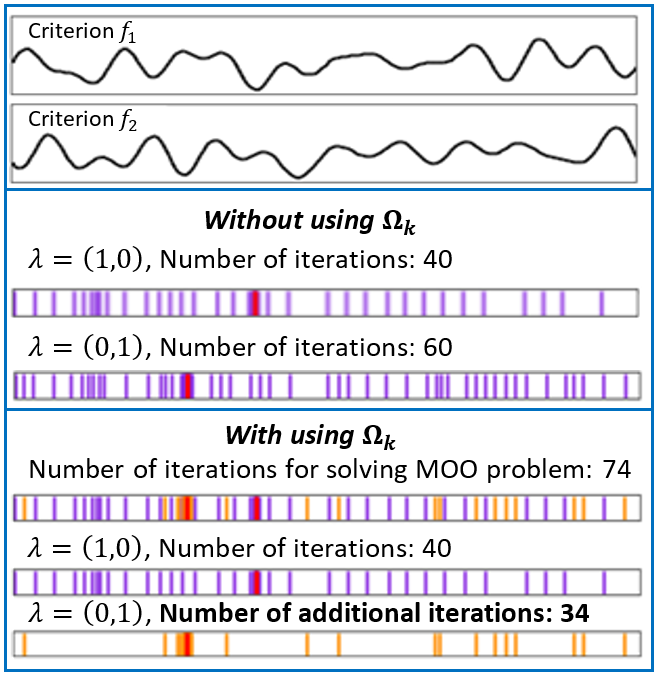 Criterion f₁
Criterion f₂
Without using Ωₖ
λ = (1,0), Number of iterations: 40
λ = (0,1), Number of iterations: 60
With using Ωₖ
Number of iterations for solving MOO problem: 74
λ = (1,0), Number of iterations: 40
λ = (0,1), Number of additional iterations: 34